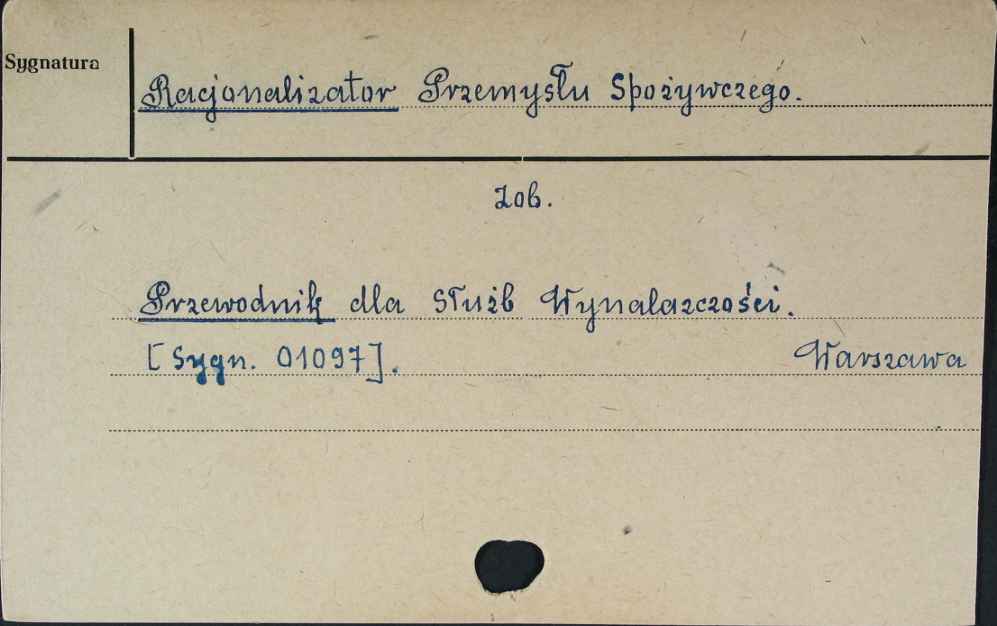 Sygnatura
Racjonalizator Przemysłu Spożywczego.
Zob.
Przewodnik dla Służb Wynalazczości.
[Sygn. 01097]. Warszawa